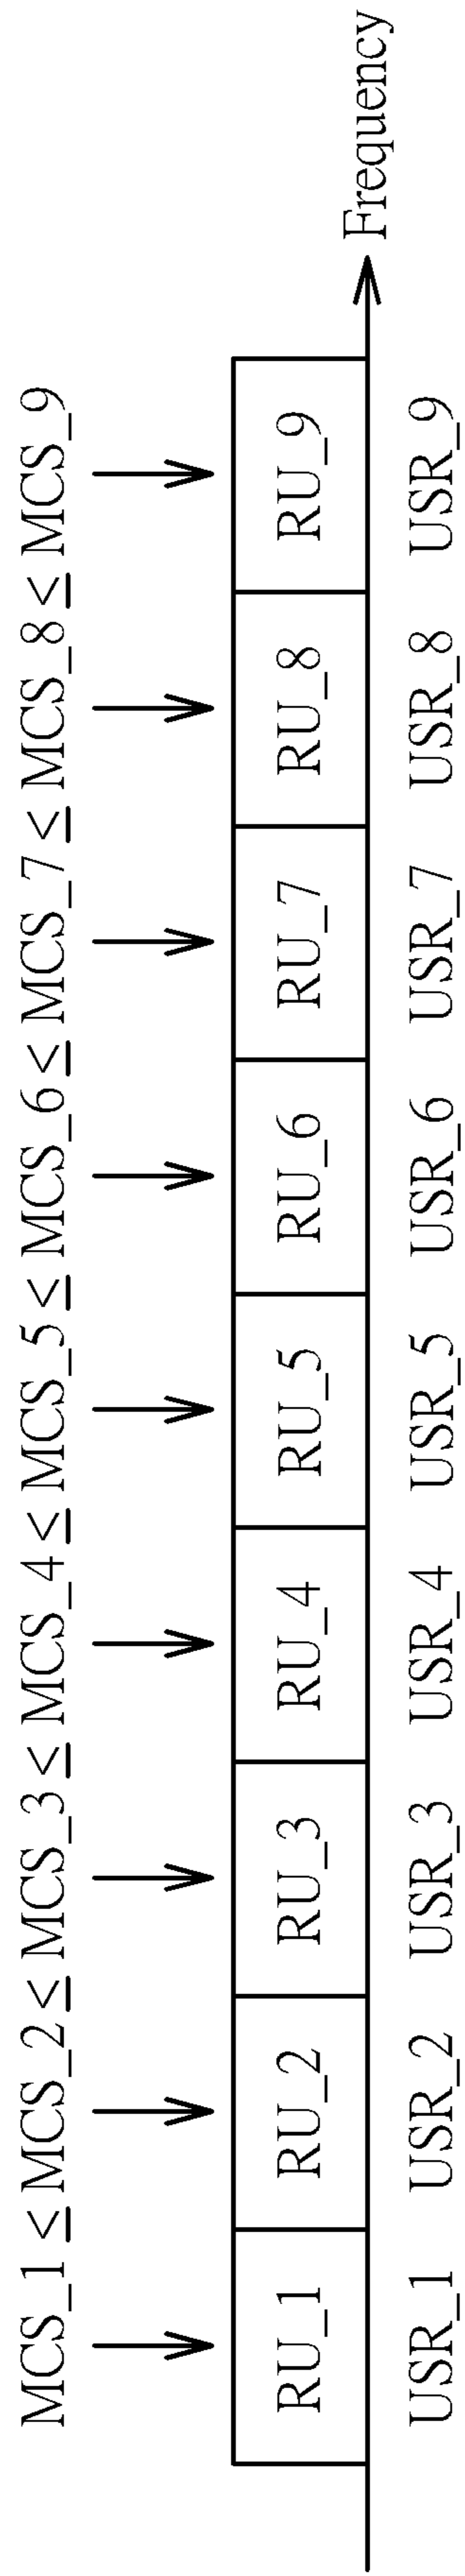 MCS_1 ≤ MCS_2 ≤ MCS_3 ≤ MCS_4 ≤ MCS_5 ≤ MCS_6 ≤ MCS_7 ≤ MCS_8 ≤ MCS_9
RU_1 RU_2 RU_3 RU_4 RU_5 RU_6 RU_7 RU_8 RU_9
Frequency
USR_1 USR_2 USR_3 USR_4 USR_5 USR_6 USR_7 USR_8 USR_9